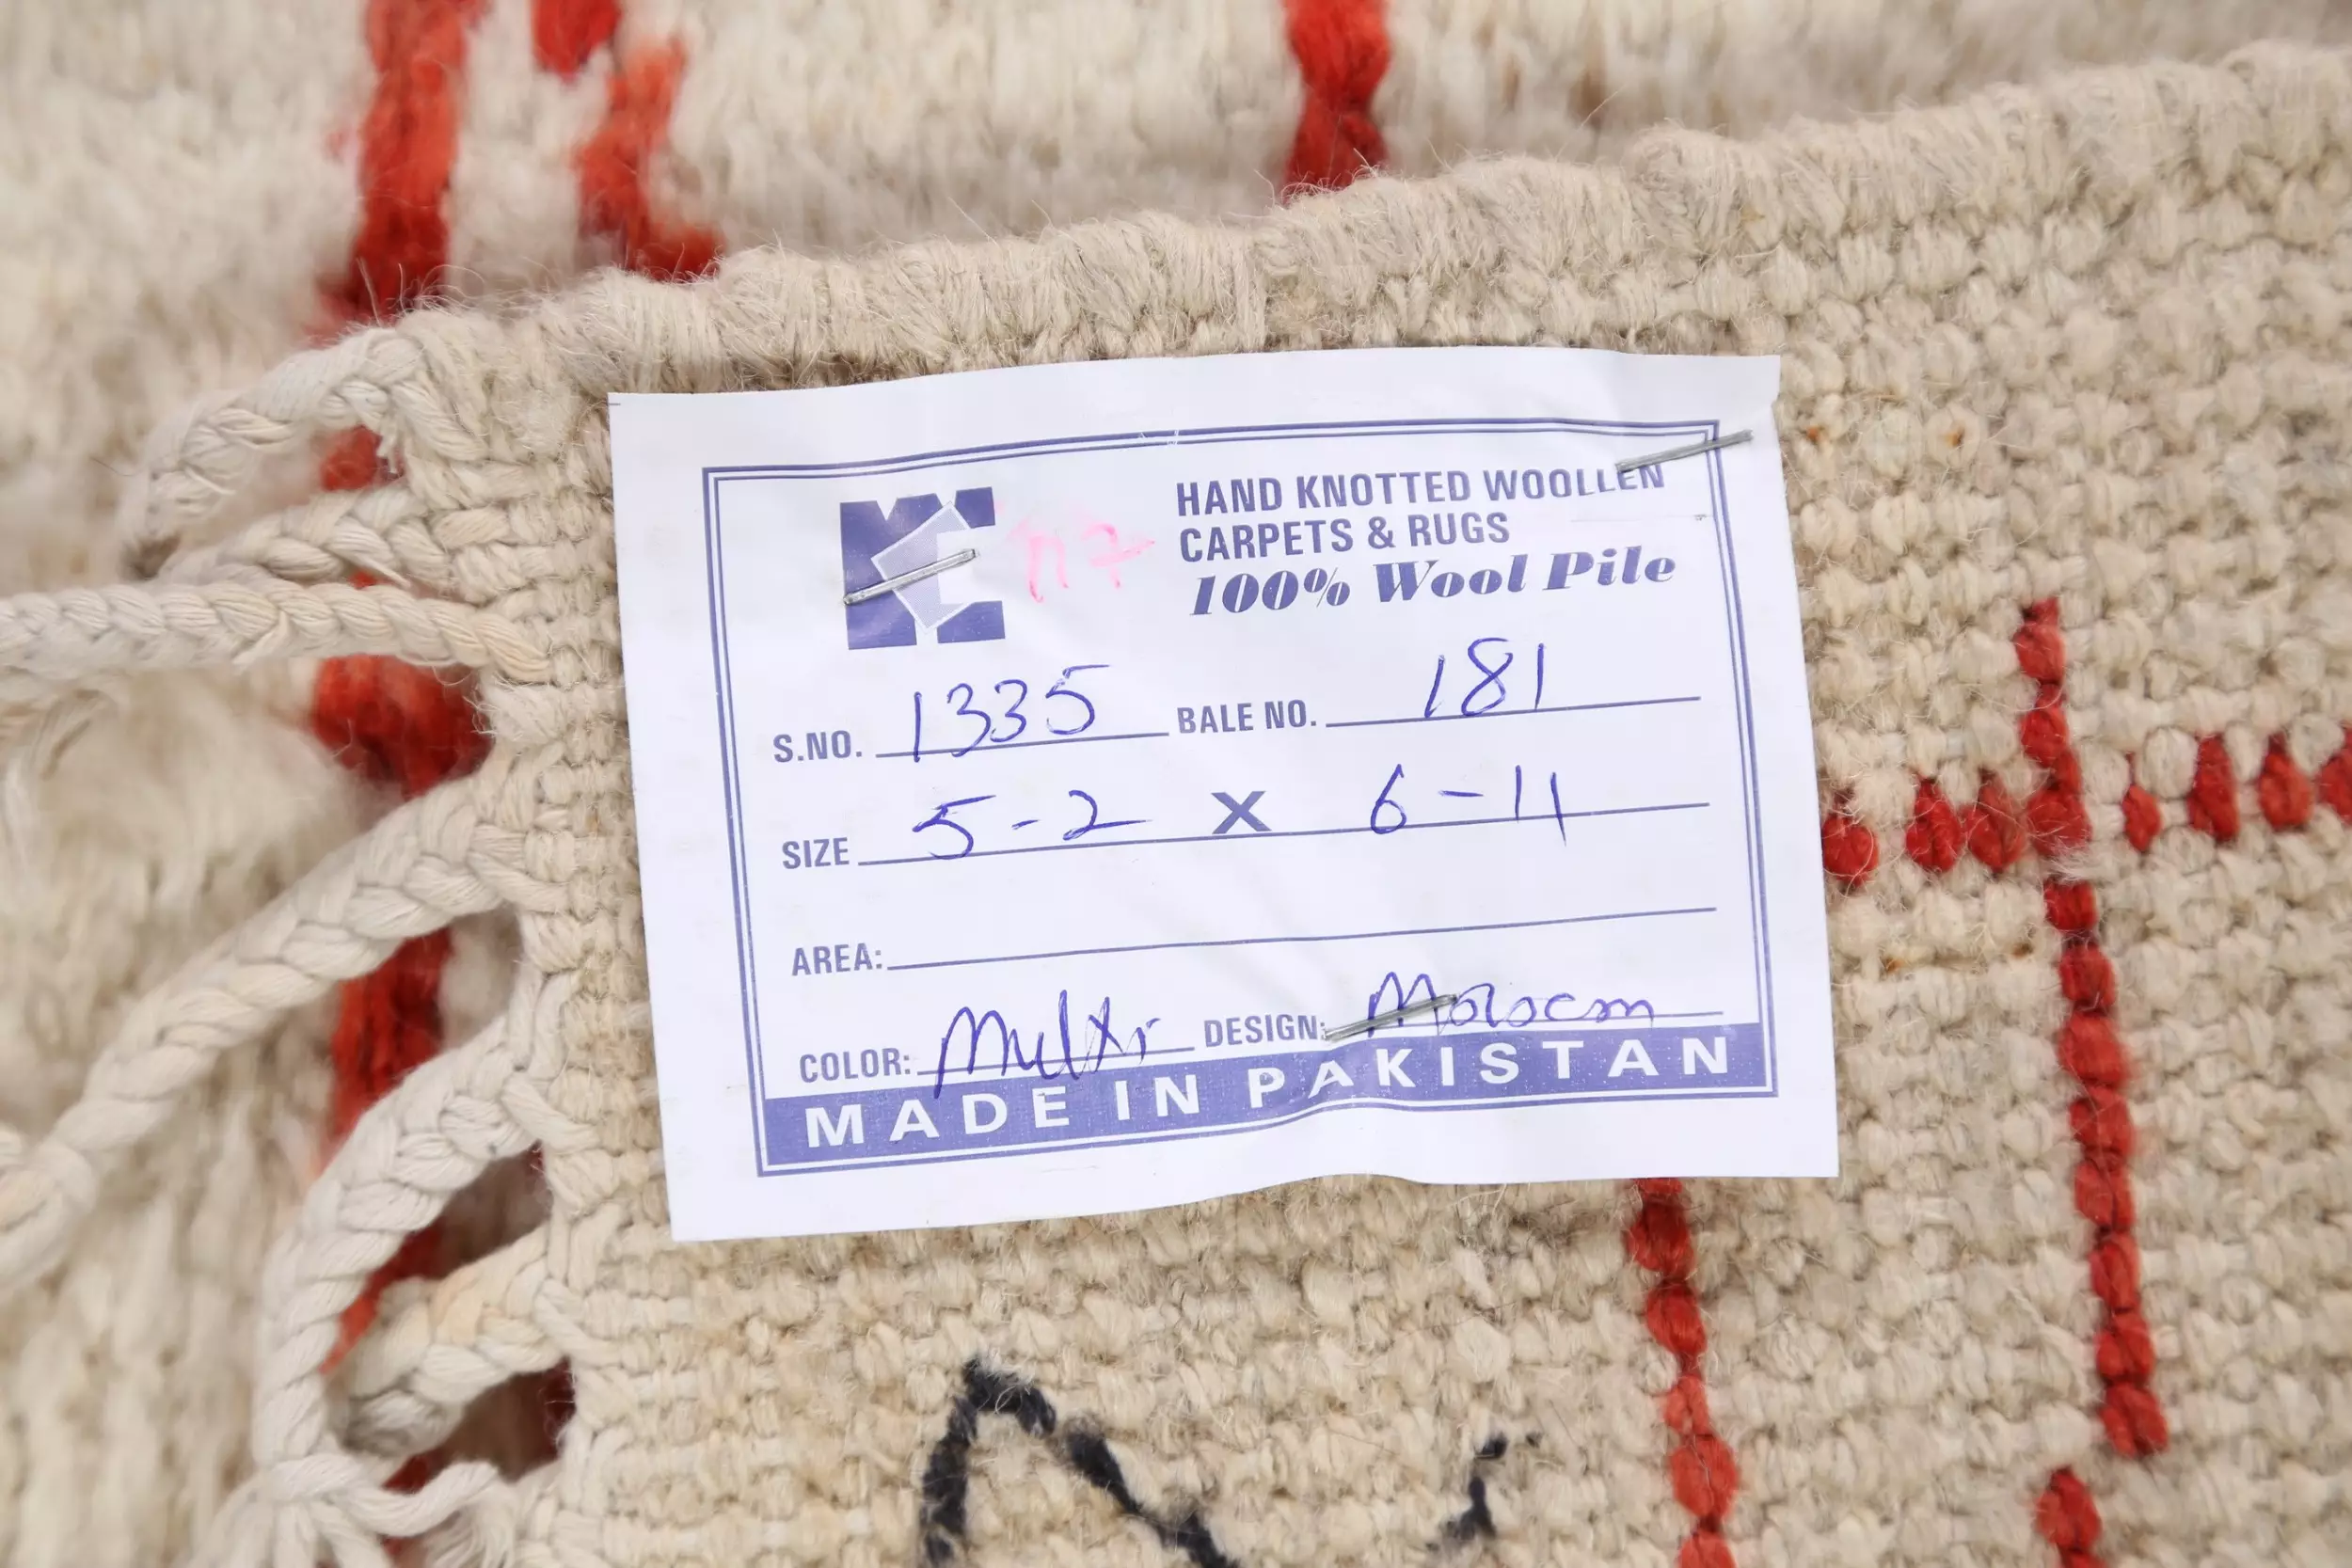 HAND KNOTTED WOOLLEN
CARPETS & RUGS
100% Wool Pile
S.NO. 1335 BALE NO. 181
SIZE 5-2 X 6-11
AREA:
COLOR: Multi DESIGN:
MADE IN PAKISTAN